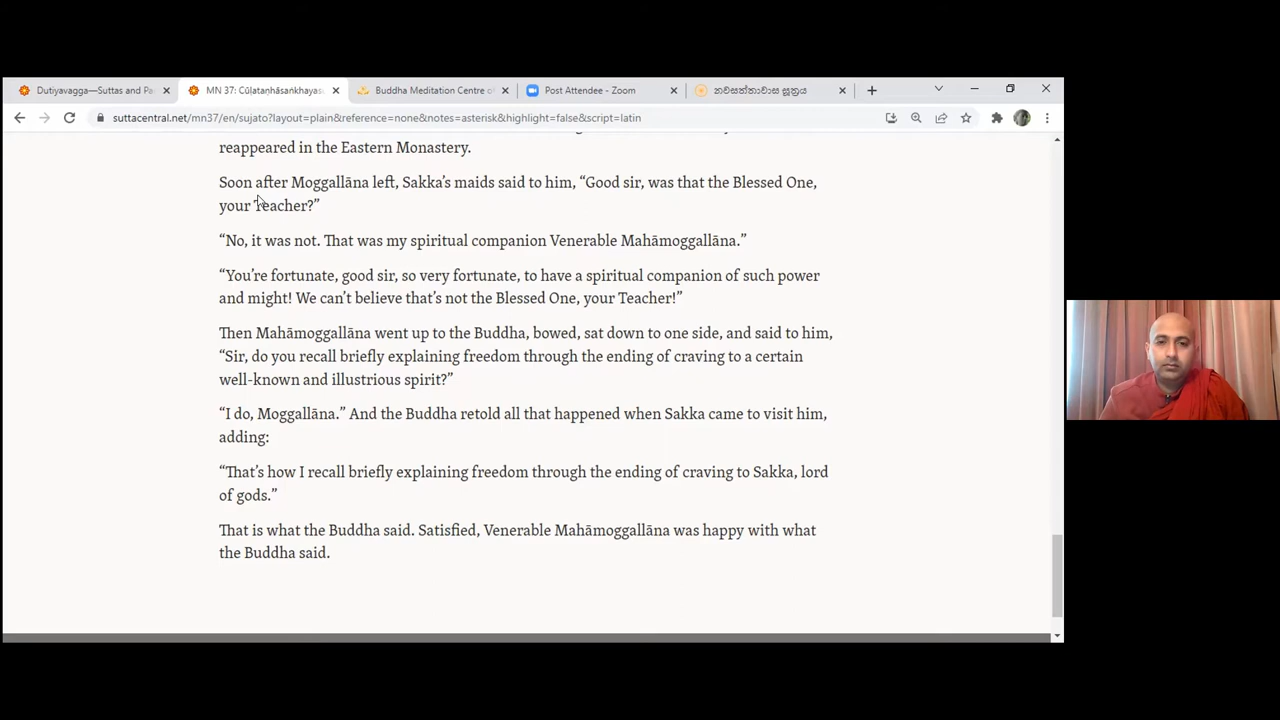 Dutiyavagga—Suttas and Pa
MN 37: Cūḷataṇhāsaṅkhayas
Buddha Meditation Centre of
Post Attendee - Zoom
නවසත්තාවාස සූත්‍රය
suttacentral.net/mn37/en/sujato?layout=plain&reference=none&notes=asterisk&highlight=false&script=latin
reappeared in the Eastern Monastery.
Soon after Moggallāna left, Sakka’s maids said to him, “Good sir, was that the Blessed One,
your Teacher?”
“No, it was not. That was my spiritual companion Venerable Mahāmoggallāna.”
“You’re fortunate, good sir, so very fortunate, to have a spiritual companion of such power
and might! We can’t believe that’s not the Blessed One, your Teacher!”
Then Mahāmoggallāna went up to the Buddha, bowed, sat down to one side, and said to him,
“Sir, do you recall briefly explaining freedom through the ending of craving to a certain
well-known and illustrious spirit?”
“I do, Moggallāna.” And the Buddha retold all that happened when Sakka came to visit him,
adding:
“That’s how I recall briefly explaining freedom through the ending of craving to Sakka, lord
of gods.”
That is what the Buddha said. Satisfied, Venerable Mahāmoggallāna was happy with what
the Buddha said.